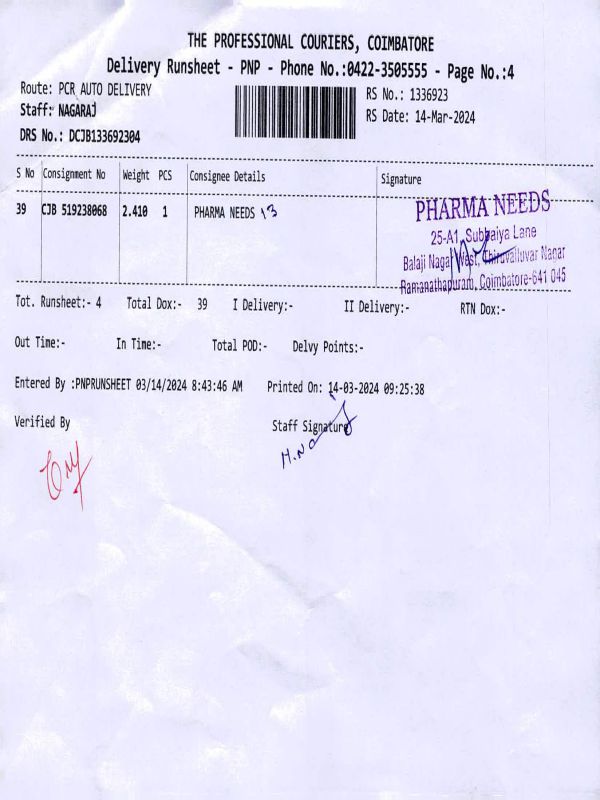 THE PROFESSIONAL COURIERS, COIMBATORE
Delivery Runsheet - PNP - Phone No.:0422-3505555 - Page No.:4
Route: PCR AUTO DELIVERY
RS No.: 1336923
Staff: NAGARAJ
RS Date: 14-Mar-2024
DRS No.: DCJB133692304
S No Consignment No Weight PCS Consignee Details Signature
39 CJB 519238068 2.410 1 PHARMA NEEDS 13
PHARMA NEEDS
25-A1, Subbaiya Lane
Balaji Nagar West, Thiruvalluvar Nagar
Ramanathapuram, Coimbatore-641 045
Tot. Runsheet:- 4 Total Dox:- 39 I Delivery:- II Delivery:- RTN Dox:-
Out Time:- In Time:- Total POD:- Delvy Points:-
Entered By :PNPRUNSHEET 03/14/2024 8:43:46 AM Printed On: 14-03-2024 09:25:38
Verified By Staff Signature